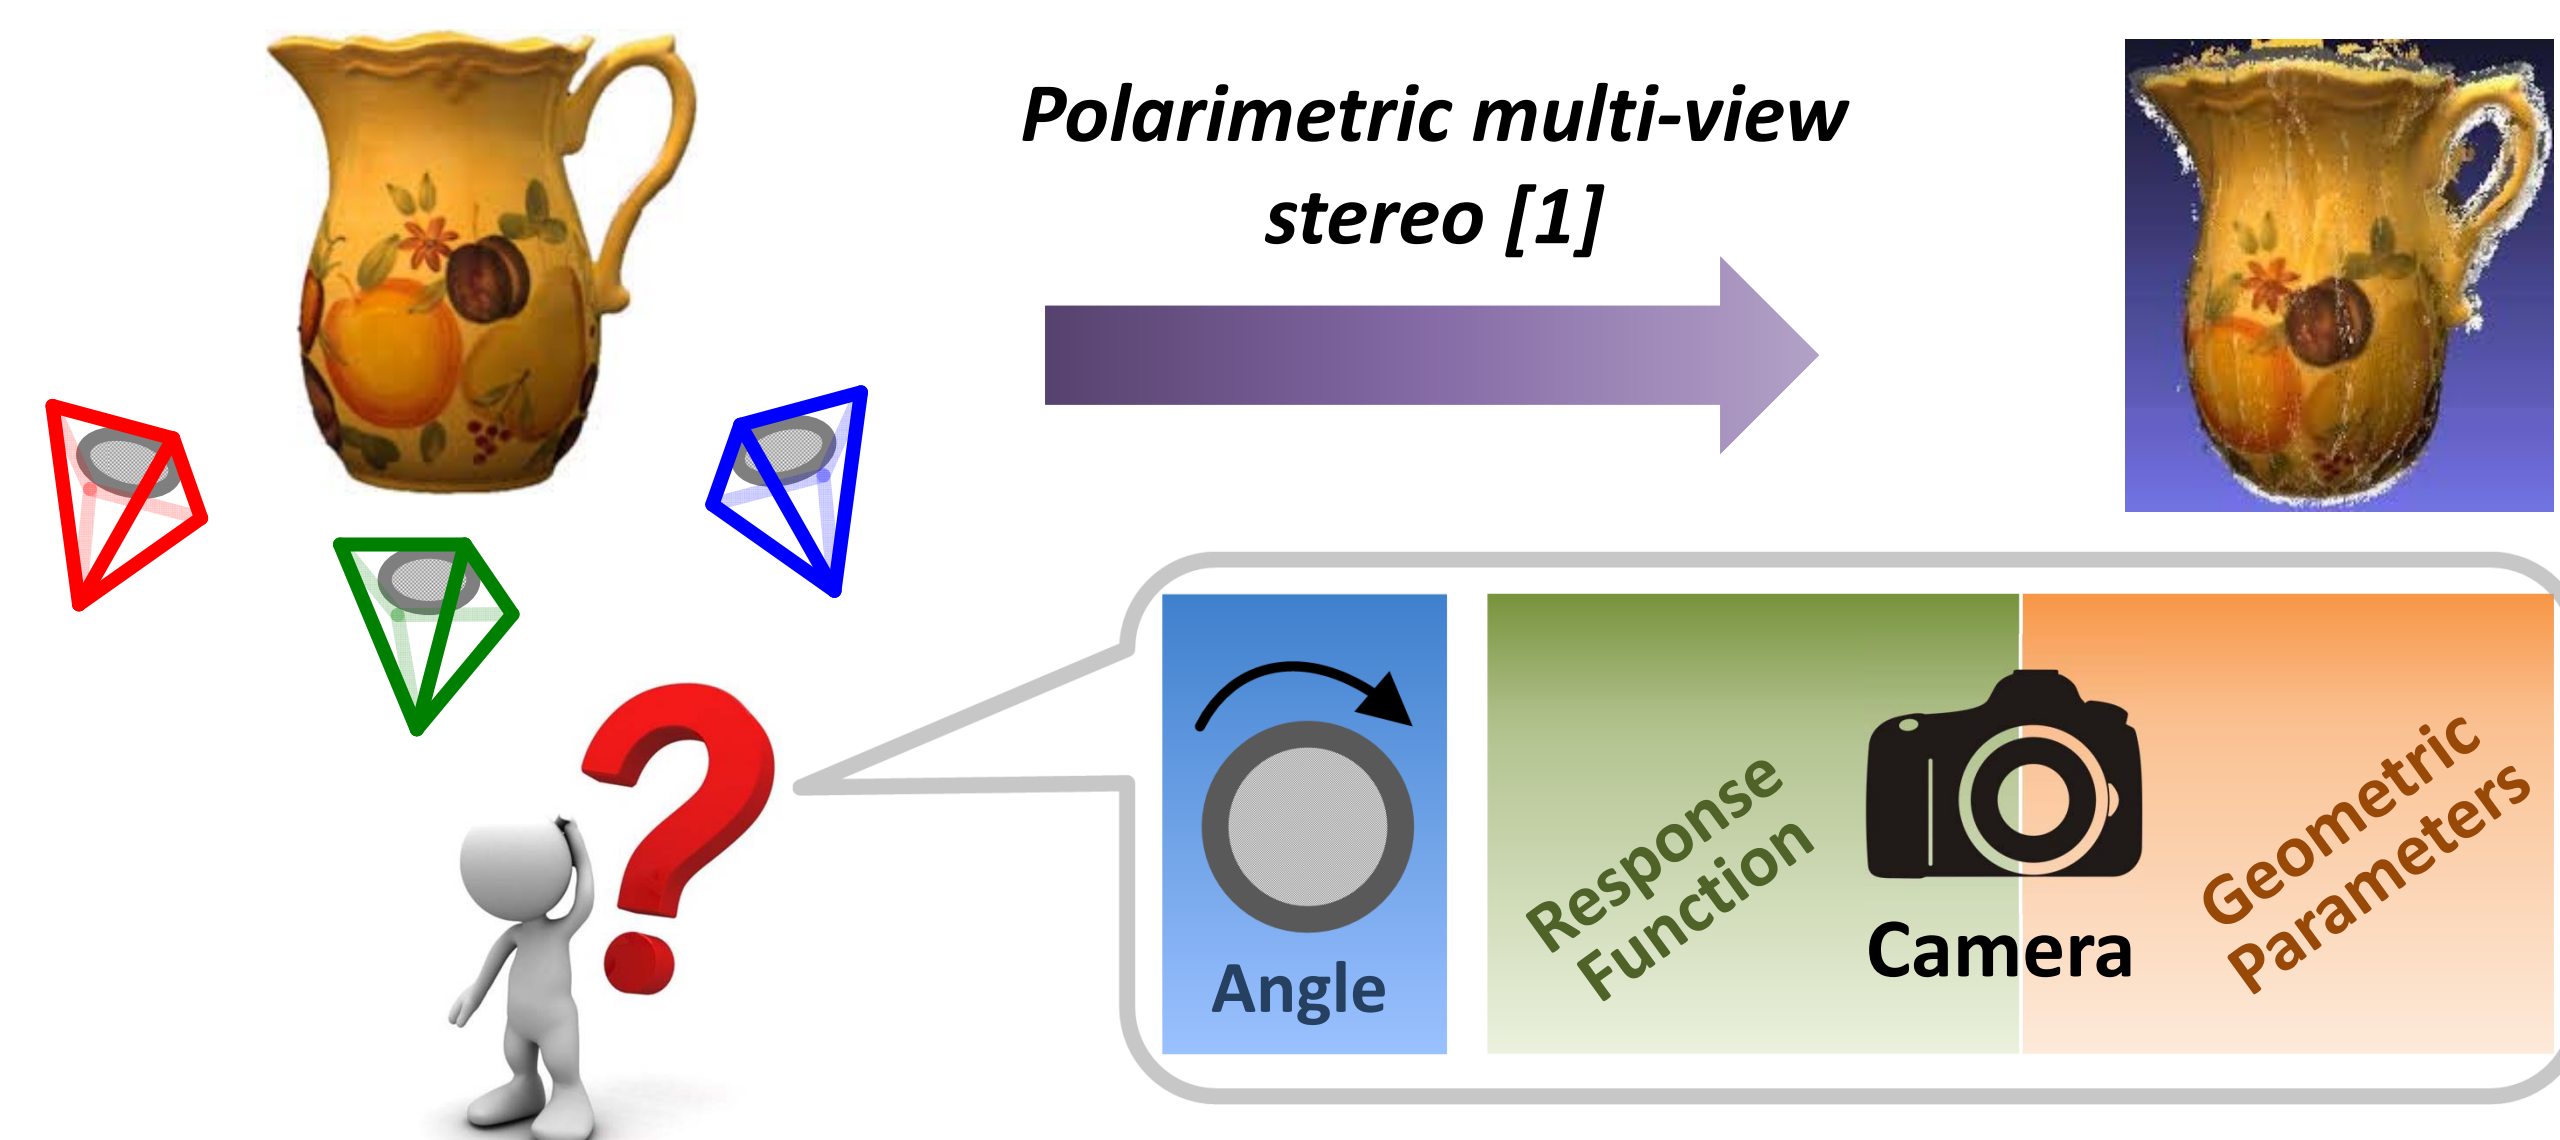 Polarimetric multi-view
stereo [1]
Angle
Response
Function
Camera
Geometric
Parameters